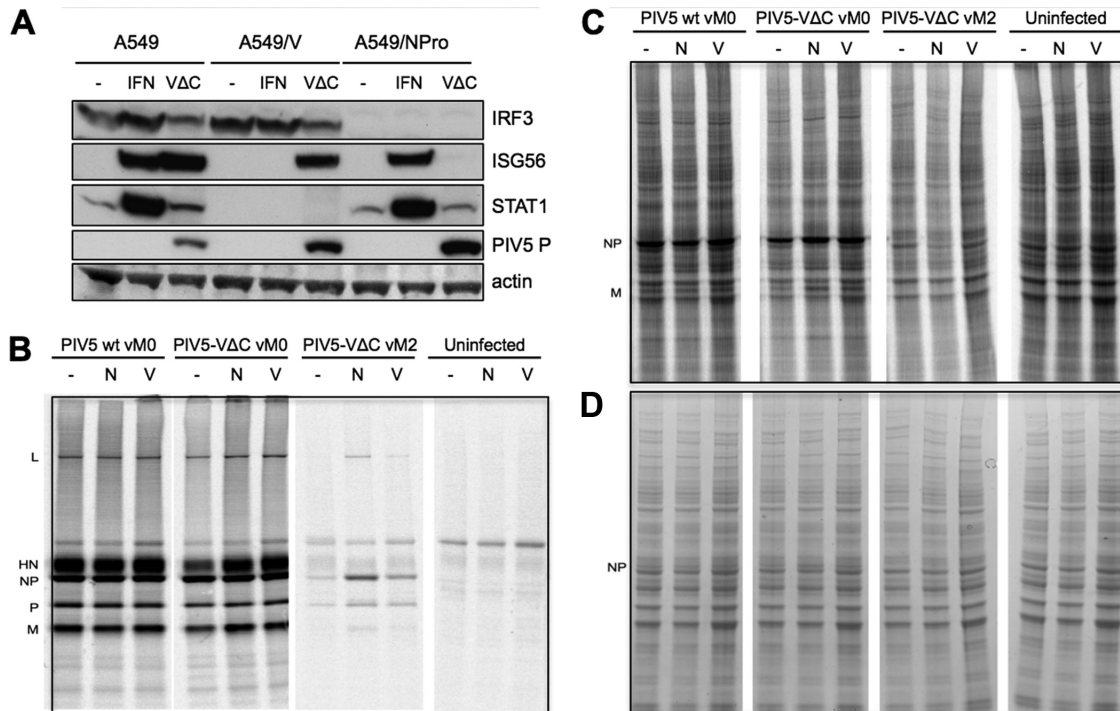 A
A549 A549/V A549/NPro
- IFN VΔC - IFN VΔC - IFN VΔC
IRF3
ISG56
STAT1
PIV5 P
actin
B
PIV5 wt vM0 PIV5-VΔC vM0 PIV5-VΔC vM2 Uninfected
- N V - N V - N V - N V
L
HN
NP
P
M
C
PIV5 wt vM0 PIV5-VΔC vM0 PIV5-VΔC vM2 Uninfected
- N V - N V - N V - N V
NP
M
D
NP